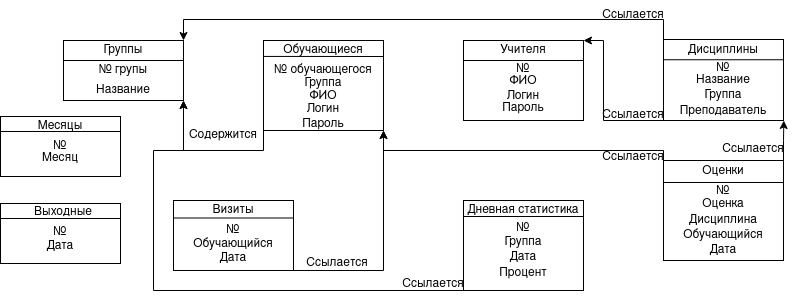 Ссылается
Группы
№ групы
Название
Обучающиеся
№ обучающегося
Группа
ФИО
Логин
Пароль
Учителя
№
ФИО
Логин
Пароль
Дисциплины
№
Название
Группа
Преподаватель
Ссылается
Содержится
Месяцы
№
Месяц
Ссылается
Ссылается
Оценки
№
Оценка
Дисциплина
Обучающийся
Дата
Выходные
№
Дата
Визиты
№
Обучающийся
Дата
Ссылается
Дневная статистика
№
Группа
Дата
Процент
Ссылается